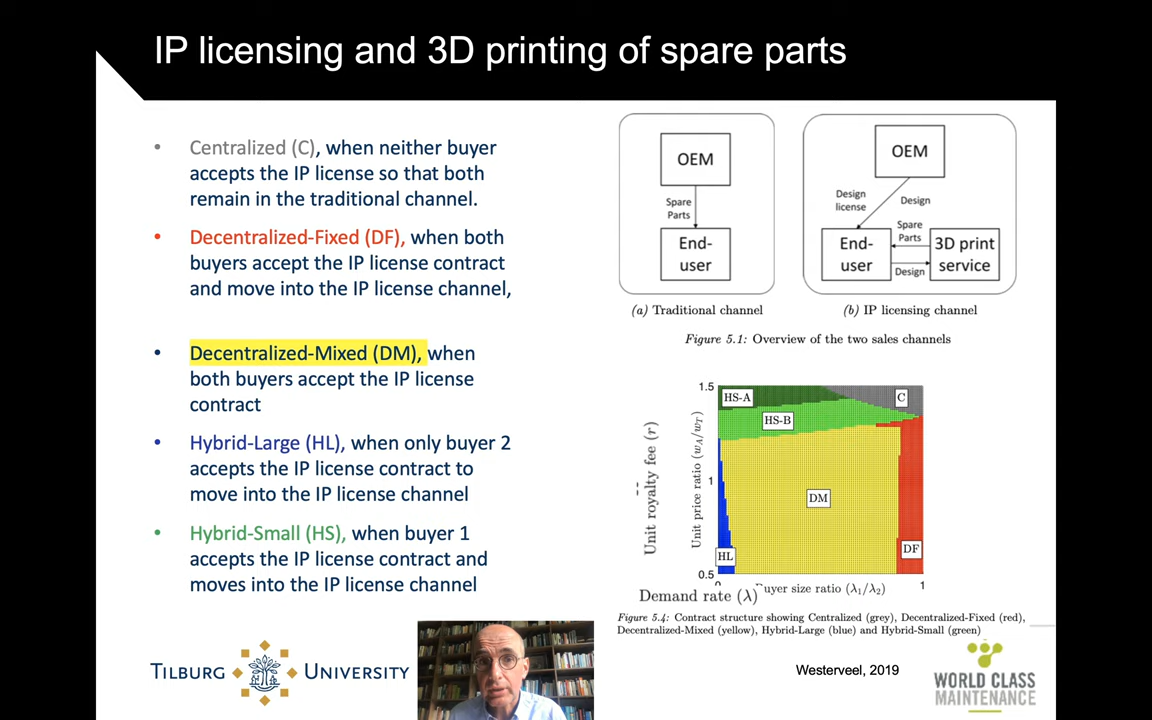 IP licensing and 3D printing of spare parts
• Centralized (C), when neither buyer
accepts the IP license so that both
remain in the traditional channel.
• Decentralized-Fixed (DF), when both
buyers accept the IP license contract
and move into the IP license channel,
• Decentralized-Mixed (DM), when
both buyers accept the IP license
contract
• Hybrid-Large (HL), when only buyer 2
accepts the IP license contract to
move into the IP license channel
• Hybrid-Small (HS), when buyer 1
accepts the IP license contract and
moves into the IP license channel
OEM
Spare
Parts
End-
user
(a) Traditional channel
OEM
Design
license
Design
End-
user
Spare
Parts
Design
3D print
service
(b) IP licensing channel
Figure 5.1: Overview of the two sales channels
Unit royalty fee (r)
Unit price ratio (wA/wT)
1.5
1
0.5
HS-A
HS-B
C
DM
HL
DF
1
Demand rate (λ)
uyer size ratio (λ1/λ2)
Figure 5.4: Contract structure showing Centralized (grey), Decentralized-Fixed (red),
Decentralized-Mixed (yellow), Hybrid-Large (blue) and Hybrid-Small (green)
TILBURG UNIVERSITY
Westerveel, 2019
WORLD CLASS
MAINTENANCE